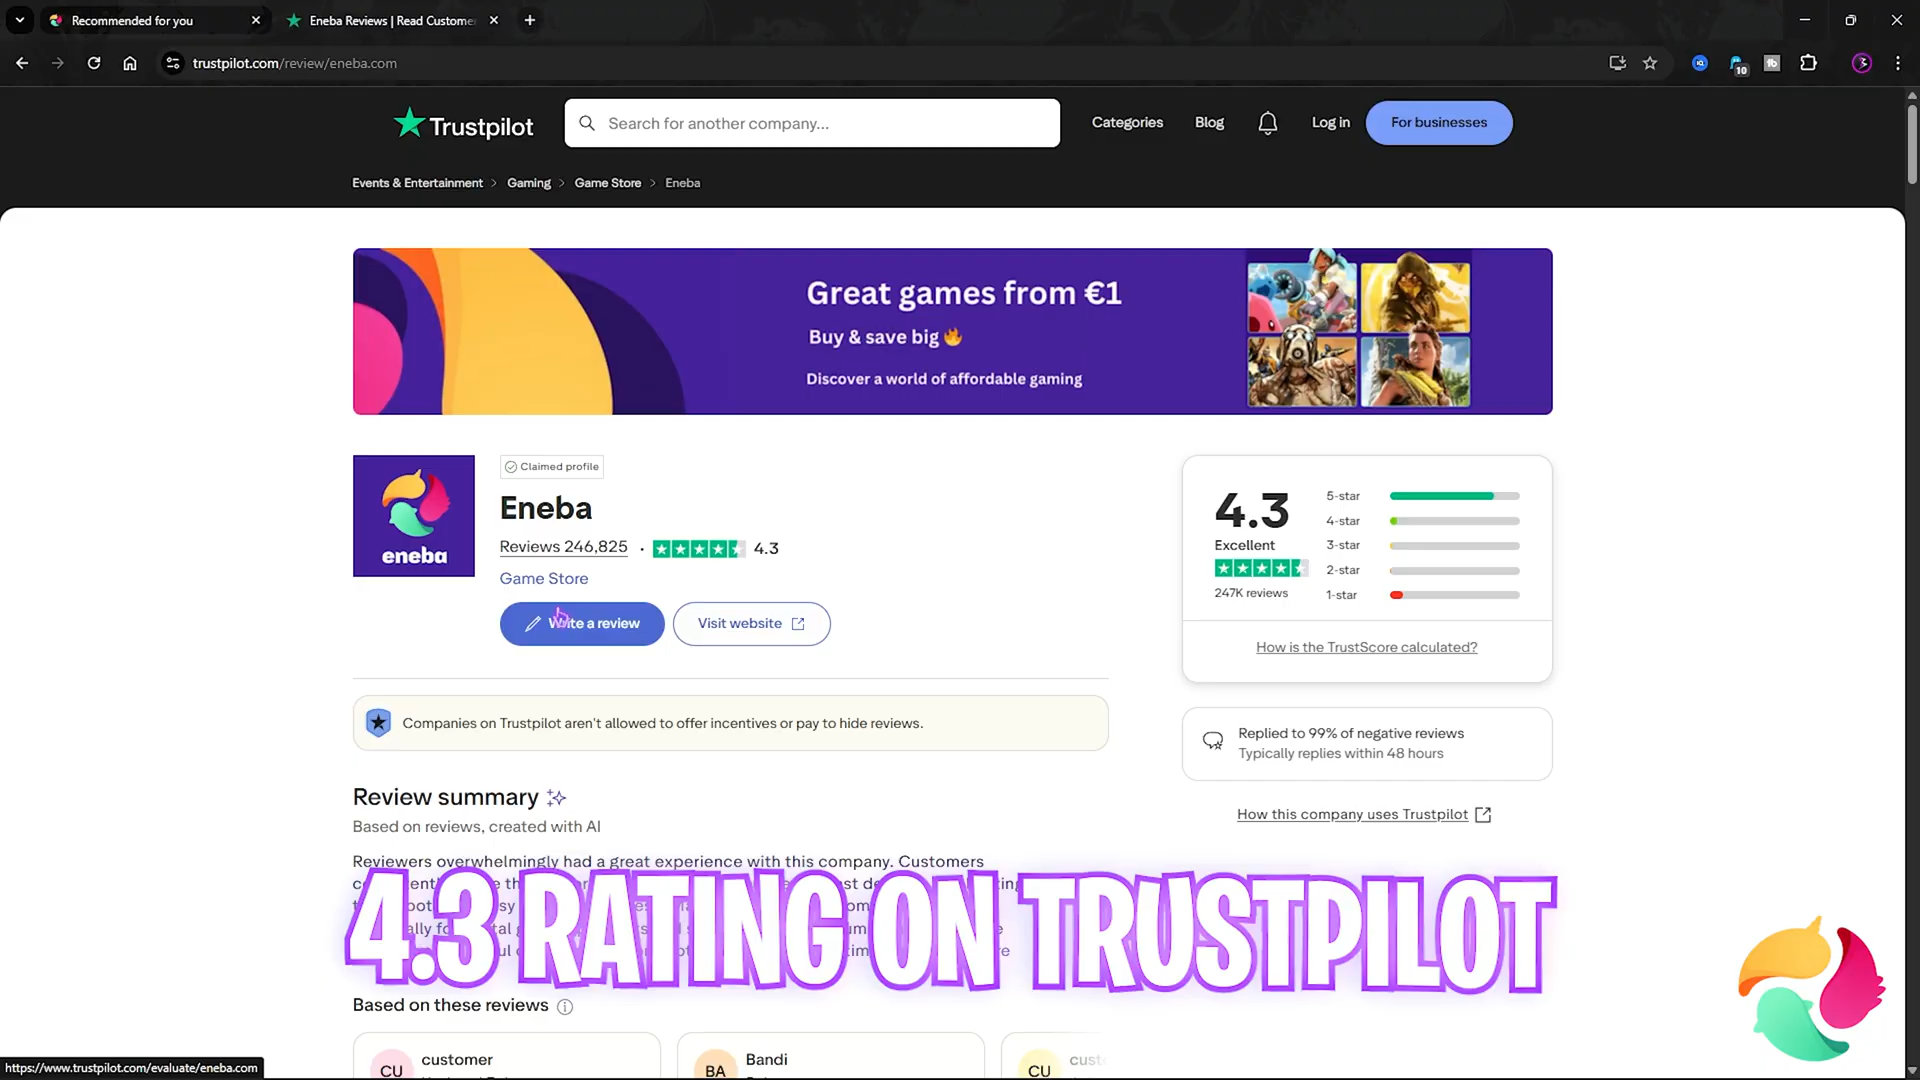 Recommended for you
Eneba Reviews | Read Custome
trustpilot.com/review/eneba.com
10
Trustpilot
Search for another company...
Categories
Blog
Log in
For businesses
Events & Entertainment > Gaming > Game Store > Eneba
Great games from €1
Buy & save big 🔥
Discover a world of affordable gaming
eneba
Claimed profile
Eneba
Reviews 246,825 · 4.3
Game Store
Write a review
Visit website
4.3
Excellent
247K reviews
5-star
4-star
3-star
2-star
1-star
How is the TrustScore calculated?
Companies on Trustpilot aren't allowed to offer incentives or pay to hide reviews.
Replied to 99% of negative reviews
Typically replies within 48 hours
How this company uses Trustpilot
Review summary
Based on reviews, created with AI
Reviewers overwhelmingly had a great experience with this company. Customers
4.3 RATING ON TRUSTPILOT
Based on these reviews
CU
customer
BA
Bandi
CU
https://www.trustpilot.com/evaluate/eneba.com